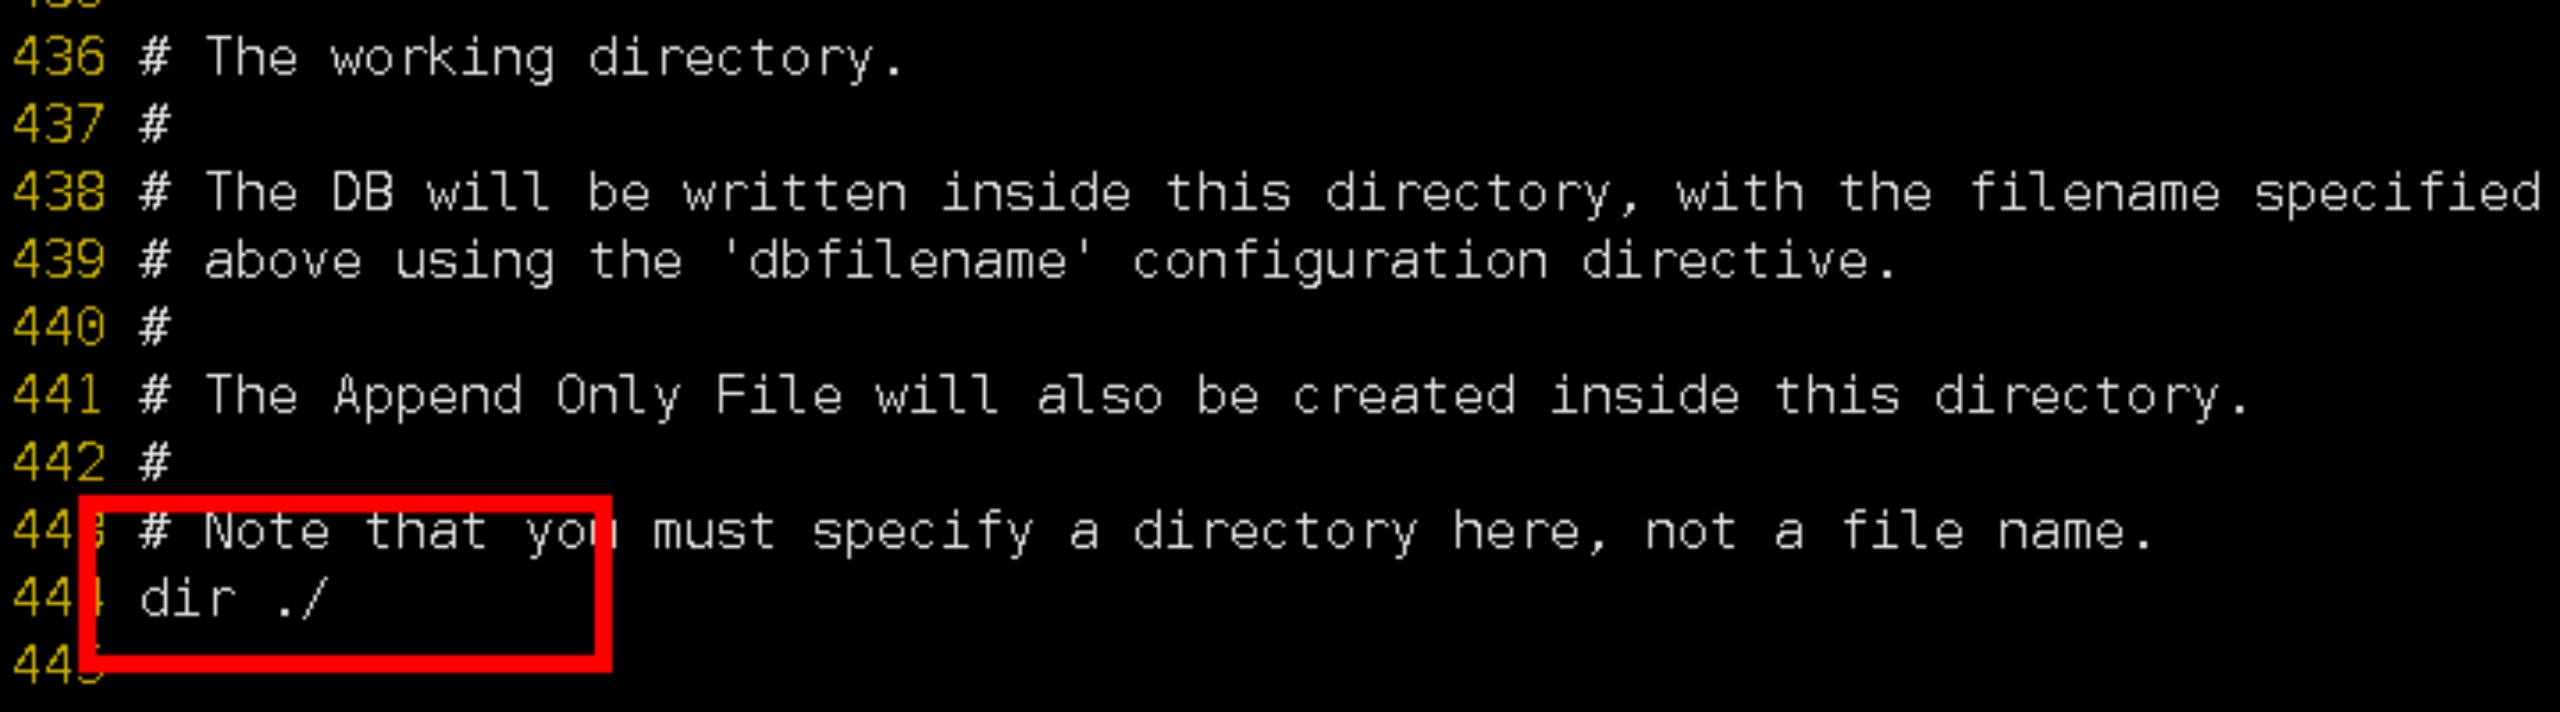 436 # The working directory.
437 #
438 # The DB will be written inside this directory, with the filename specified
439 # above using the 'dbfilename' configuration directive.
440 #
441 # The Append Only File will also be created inside this directory.
442 #
443 # Note that you must specify a directory here, not a file name.
444 dir ./
445